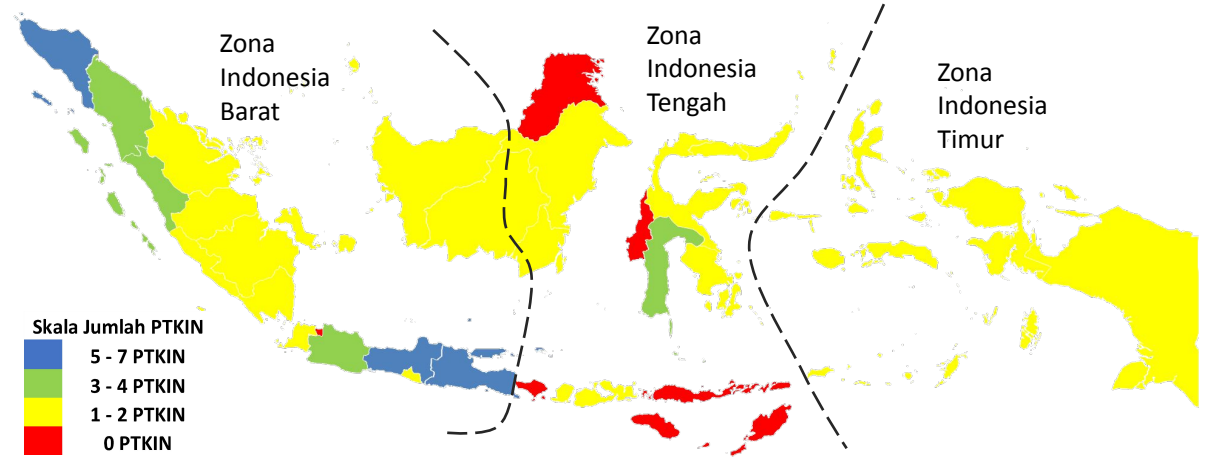 Zona
Indonesia
Barat
Zona
Indonesia
Tengah
Zona
Indonesia
Timur
Skala Jumlah PTKIN
5 - 7 PTKIN
3 - 4 PTKIN
1 - 2 PTKIN
0 PTKIN